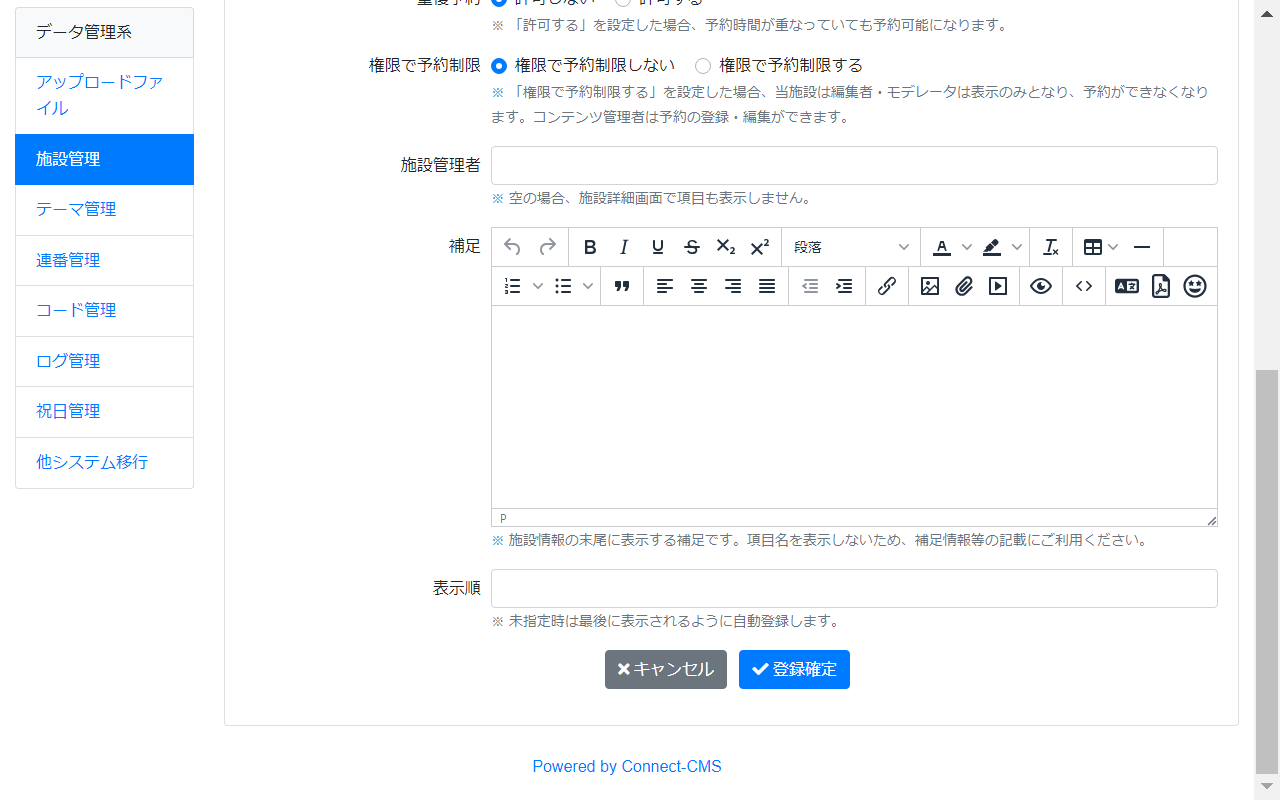 データ管理系
アップロードファ
イル
施設管理
テーマ管理
連番管理
コード管理
ログ管理
祝日管理
他システム移行
重複予約 許可しない 許可する
※ 「許可する」を設定した場合、予約時間が重なっていても予約可能になります。
権限で予約制限 権限で予約制限しない 権限で予約制限する
※ 「権限で予約制限する」を設定した場合、当施設は編集者・モデレータは表示のみとなり、予約ができなくなり
ます。コンテンツ管理者は予約の登録・編集ができます。
施設管理者
※ 空の場合、施設詳細画面で項目も表示しません。
補足
段落
P
※ 施設情報の末尾に表示する補足です。項目名を表示しないため、補足情報等の記載にご利用ください。
表示順
※ 未指定時は最後に表示されるように自動登録します。
キャンセル 登録確定
Powered by Connect-CMS